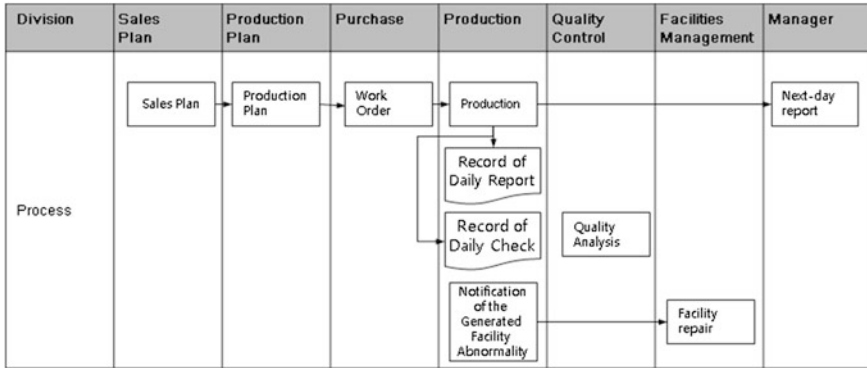 Division
Sales
Plan
Production
Plan
Purchase
Production
Quality
Control
Facilities
Management
Manager
Process
Sales Plan
Production
Plan
Work
Order
Production
Next-day
report
Record of
Daily Report
Record of
Daily Check
Quality
Analysis
Notification
of the
Generated
Facility
Abnormality
Facility
repair